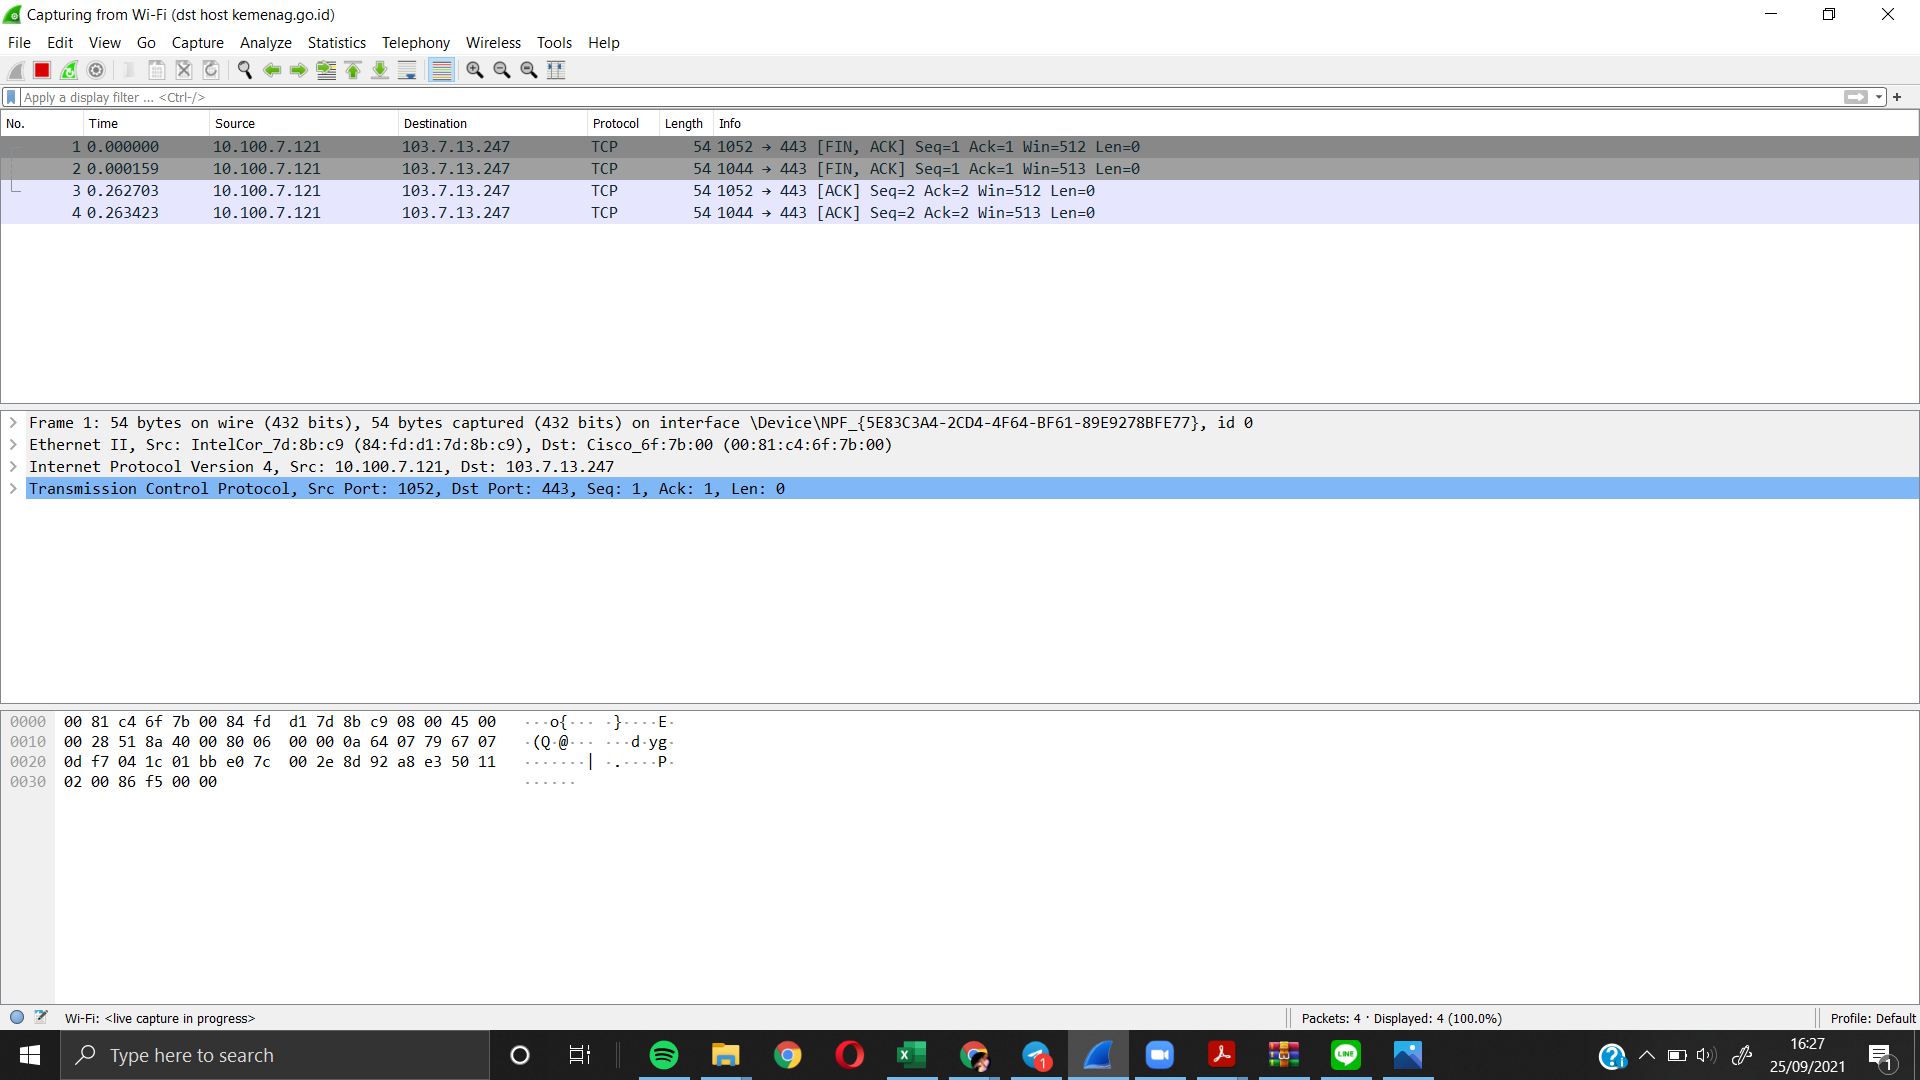 Capturing from Wi-Fi (dst host kemenag.go.id)
File Edit View Go Capture Analyze Statistics Telephony Wireless Tools Help
Apply a display filter ... <Ctrl-/>
No. Time Source Destination Protocol Length Info
1 0.000000 10.100.7.121 103.7.13.247 TCP 54 1052 → 443 [FIN, ACK] Seq=1 Ack=1 Win=512 Len=0
2 0.000159 10.100.7.121 103.7.13.247 TCP 54 1044 → 443 [FIN, ACK] Seq=1 Ack=1 Win=513 Len=0
3 0.262703 10.100.7.121 103.7.13.247 TCP 54 1052 → 443 [ACK] Seq=2 Ack=2 Win=512 Len=0
4 0.263423 10.100.7.121 103.7.13.247 TCP 54 1044 → 443 [ACK] Seq=2 Ack=2 Win=513 Len=0
Frame 1: 54 bytes on wire (432 bits), 54 bytes captured (432 bits) on interface \Device\NPF_{5E83C3A4-2CD4-4F64-BF61-89E9278BFE77}, id 0
Ethernet II, Src: IntelCor_7d:8b:c9 (84:fd:d1:7d:8b:c9), Dst: Cisco_6f:7b:00 (00:81:c4:6f:7b:00)
Internet Protocol Version 4, Src: 10.100.7.121, Dst: 103.7.13.247
Transmission Control Protocol, Src Port: 1052, Dst Port: 443, Seq: 1, Ack: 1, Len: 0
0000 00 81 c4 6f 7b 00 84 fd d1 7d 8b c9 08 00 45 00 ···o{··· ·}····E·
0010 00 28 51 8a 40 00 80 06 00 00 0a 64 07 79 67 07 ·(Q·@··· ···d·yg·
0020 0d f7 04 1c 01 bb e0 7c 00 2e 8d 92 a8 e3 50 11 ·······| ·.····P·
0030 02 00 86 f5 00 00 ······
Wi-Fi: <live capture in progress>
Packets: 4 · Displayed: 4 (100.0%)
Profile: Default
Type here to search
1
LINE
16:27
25/09/2021
1